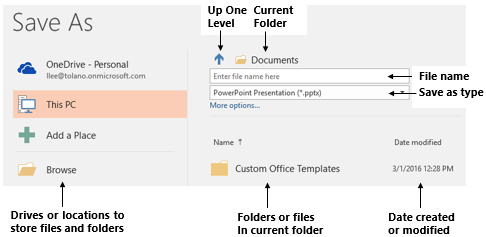 Up One
Level
Current
Folder
Save As
OneDrive - Personal
llee@tolano.onmicrosoft.com
This PC
Add a Place
Browse
Documents
Enter file name here
File name
PowerPoint Presentation (*.pptx)
Save as type
More options...
Name ↑
Date modified
Custom Office Templates
3/1/2016 12:28 PM
Drives or locations to
store files and folders
Folders or files
In current folder
Date created
or modified